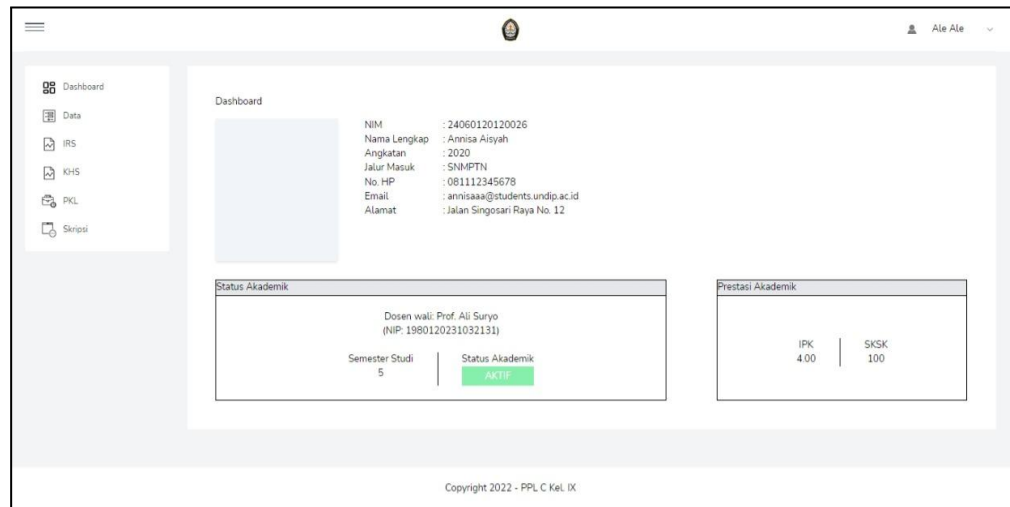 Ale Ale
Dashboard
Data
IRS
KHS
PKL
Skripsi
Dashboard
NIM : 24060120120026
Nama Lengkap : Annisa Aisyah
Angkatan : 2020
Jalur Masuk : SNMPTN
No. HP : 081112345678
Email : annisaaa@students.undip.ac.id
Alamat : Jalan Singosari Raya No. 12
Status Akademik
Dosen wali: Prof. Ali Suryo
(NIP: 1980120231032131)
Semester Studi Status Akademik
5 AKTIF
Prestasi Akademik
IPK SKSK
4.00 100
Copyright 2022 - PPL C Kel. IX